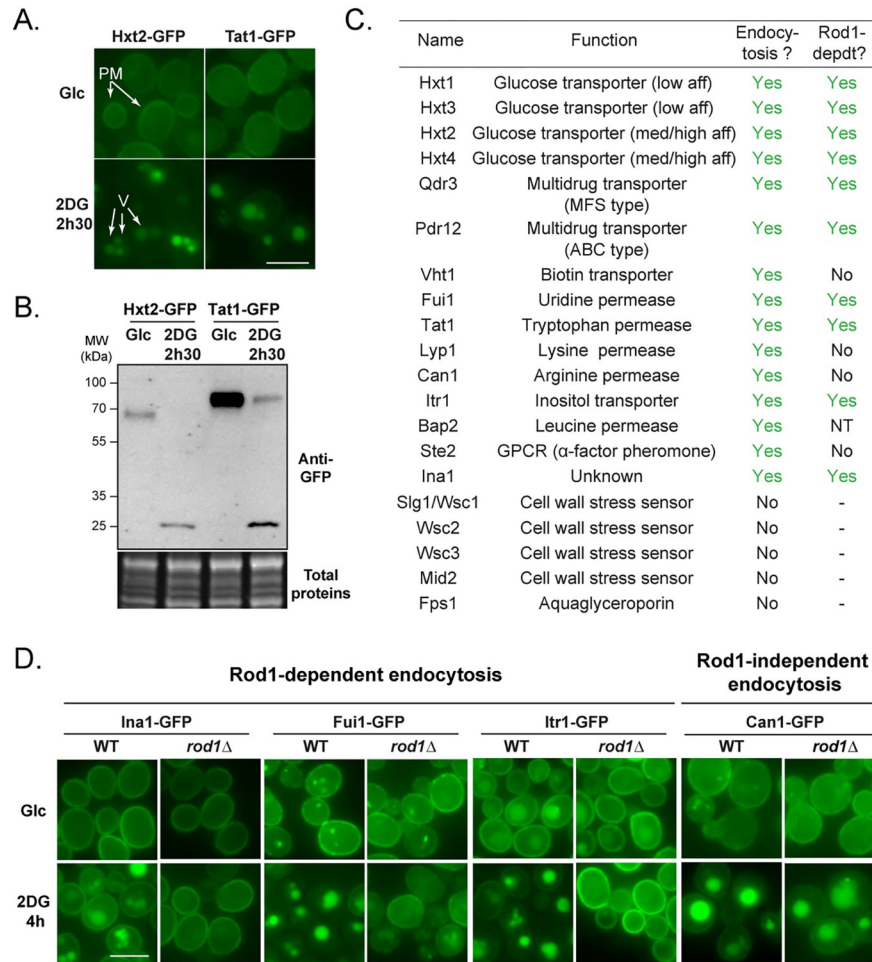 A.
Hxt2-GFP Tat1-GFP
Glc
PM
2DG
2h30
V
B.
Hxt2-GFP Tat1-GFP
Glc 2DG 2h30 Glc 2DG 2h30
MW
(kDa)
100
70
55
35
25
Anti-
GFP
Total
proteins
C.
Name Function Endocy-tosis ? Rod1-depdt?
Hxt1 Glucose transporter (low aff) Yes Yes
Hxt3 Glucose transporter (low aff) Yes Yes
Hxt2 Glucose transporter (med/high aff) Yes Yes
Hxt4 Glucose transporter (med/high aff) Yes Yes
Qdr3 Multidrug transporter Yes Yes
(MFS type)
Pdr12 Multidrug transporter Yes Yes
(ABC type)
Vht1 Biotin transporter Yes No
Fui1 Uridine permease Yes Yes
Tat1 Tryptophan permease Yes Yes
Lyp1 Lysine permease Yes No
Can1 Arginine permease Yes No
Itr1 Inositol transporter Yes Yes
Bap2 Leucine permease Yes NT
Ste2 GPCR (α-factor pheromone) Yes No
Ina1 Unknown Yes Yes
Slg1/Wsc1 Cell wall stress sensor No -
Wsc2 Cell wall stress sensor No -
Wsc3 Cell wall stress sensor No -
Mid2 Cell wall stress sensor No -
Fps1 Aquaglyceroporin No -
D.
Rod1-dependent endocytosis
Rod1-independent
endocytosis
Ina1-GFP Fui1-GFP Itr1-GFP Can1-GFP
WT rod1Δ WT rod1Δ WT rod1Δ WT rod1Δ
Glc
2DG
4h